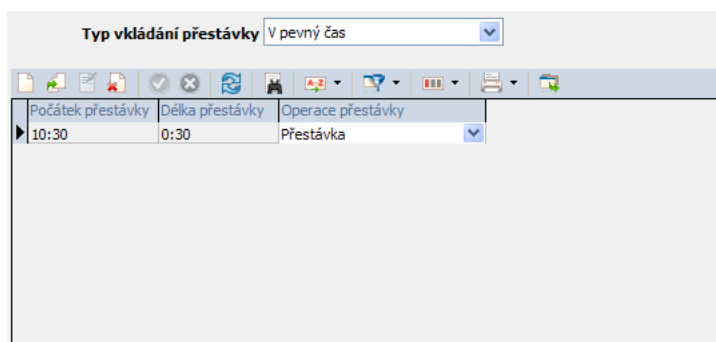 Typ vkládání přestávky V pevný čas
A-Z
Počátek přestávky Délka přestávky Operace přestávky
10:30 0:30 Přestávka